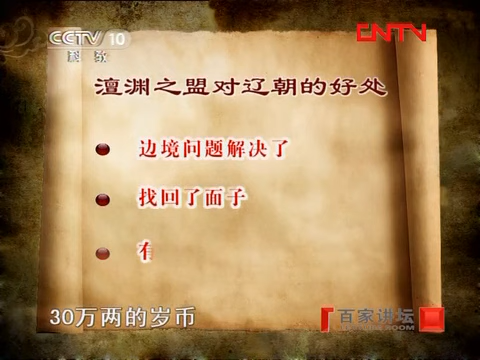 CCTV 10
科教
CNTV
澶渊之盟对辽朝的好处
边境问题解决了
找回了面子
30万两的岁币
百家讲坛